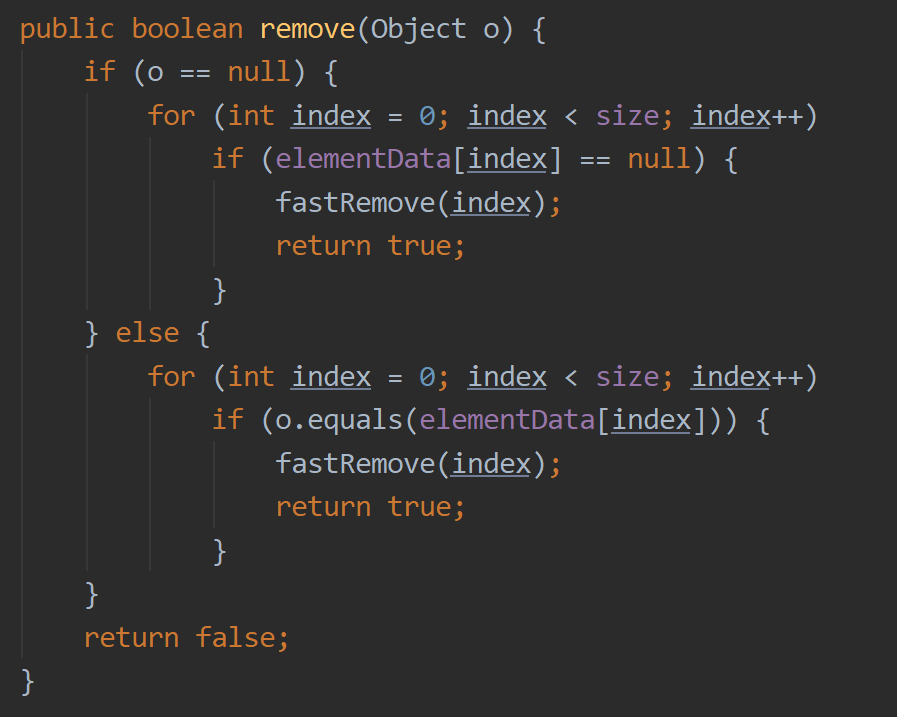 public boolean remove(Object o) {
    if (o == null) {
        for (int index = 0; index < size; index++)
            if (elementData[index] == null) {
                fastRemove(index);
                return true;
            }
    } else {
        for (int index = 0; index < size; index++)
            if (o.equals(elementData[index])) {
                fastRemove(index);
                return true;
            }
    }
    return false;
}